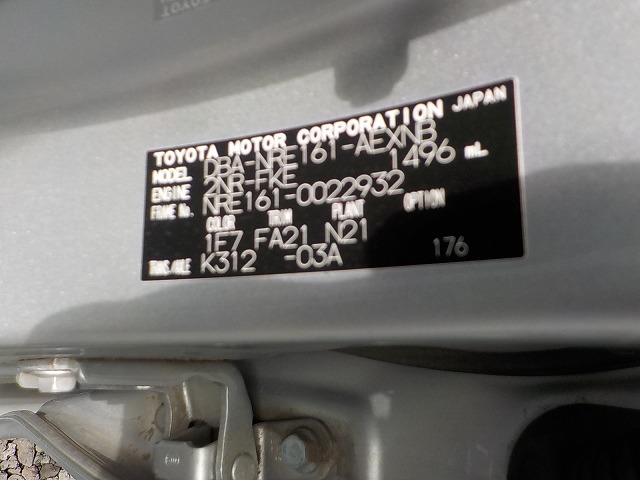 TOYOTA MOTOR CORPORATION JAPAN
MODEL DBA-NRE161-AEXNB
ENGINE 2NR-FKE 1496 mL
FRAME No. NRE161-0022932
COLOR TRIM PLANT OPTION
1F7 FA21 N21
TRANS/AXLE K312 -03A 176